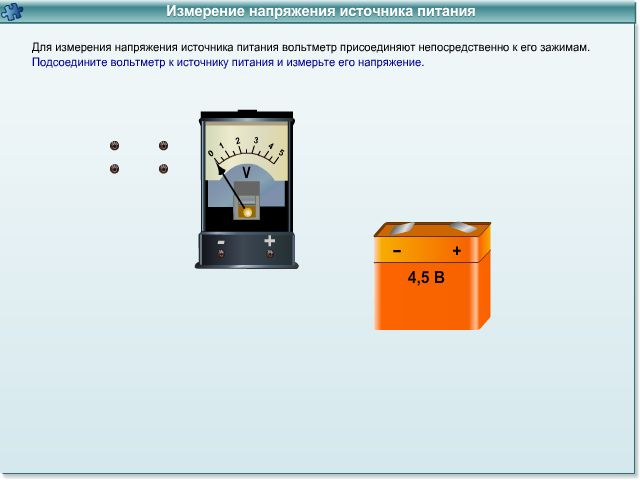 Измерение напряжения источника питания
Для измерения напряжения источника питания вольтметр присоединяют непосредственно к его зажимам.
Подсоедините вольтметр к источнику питания и измерьте его напряжение.
0 1 2 3 4 5
V
- +
– +
4,5 В